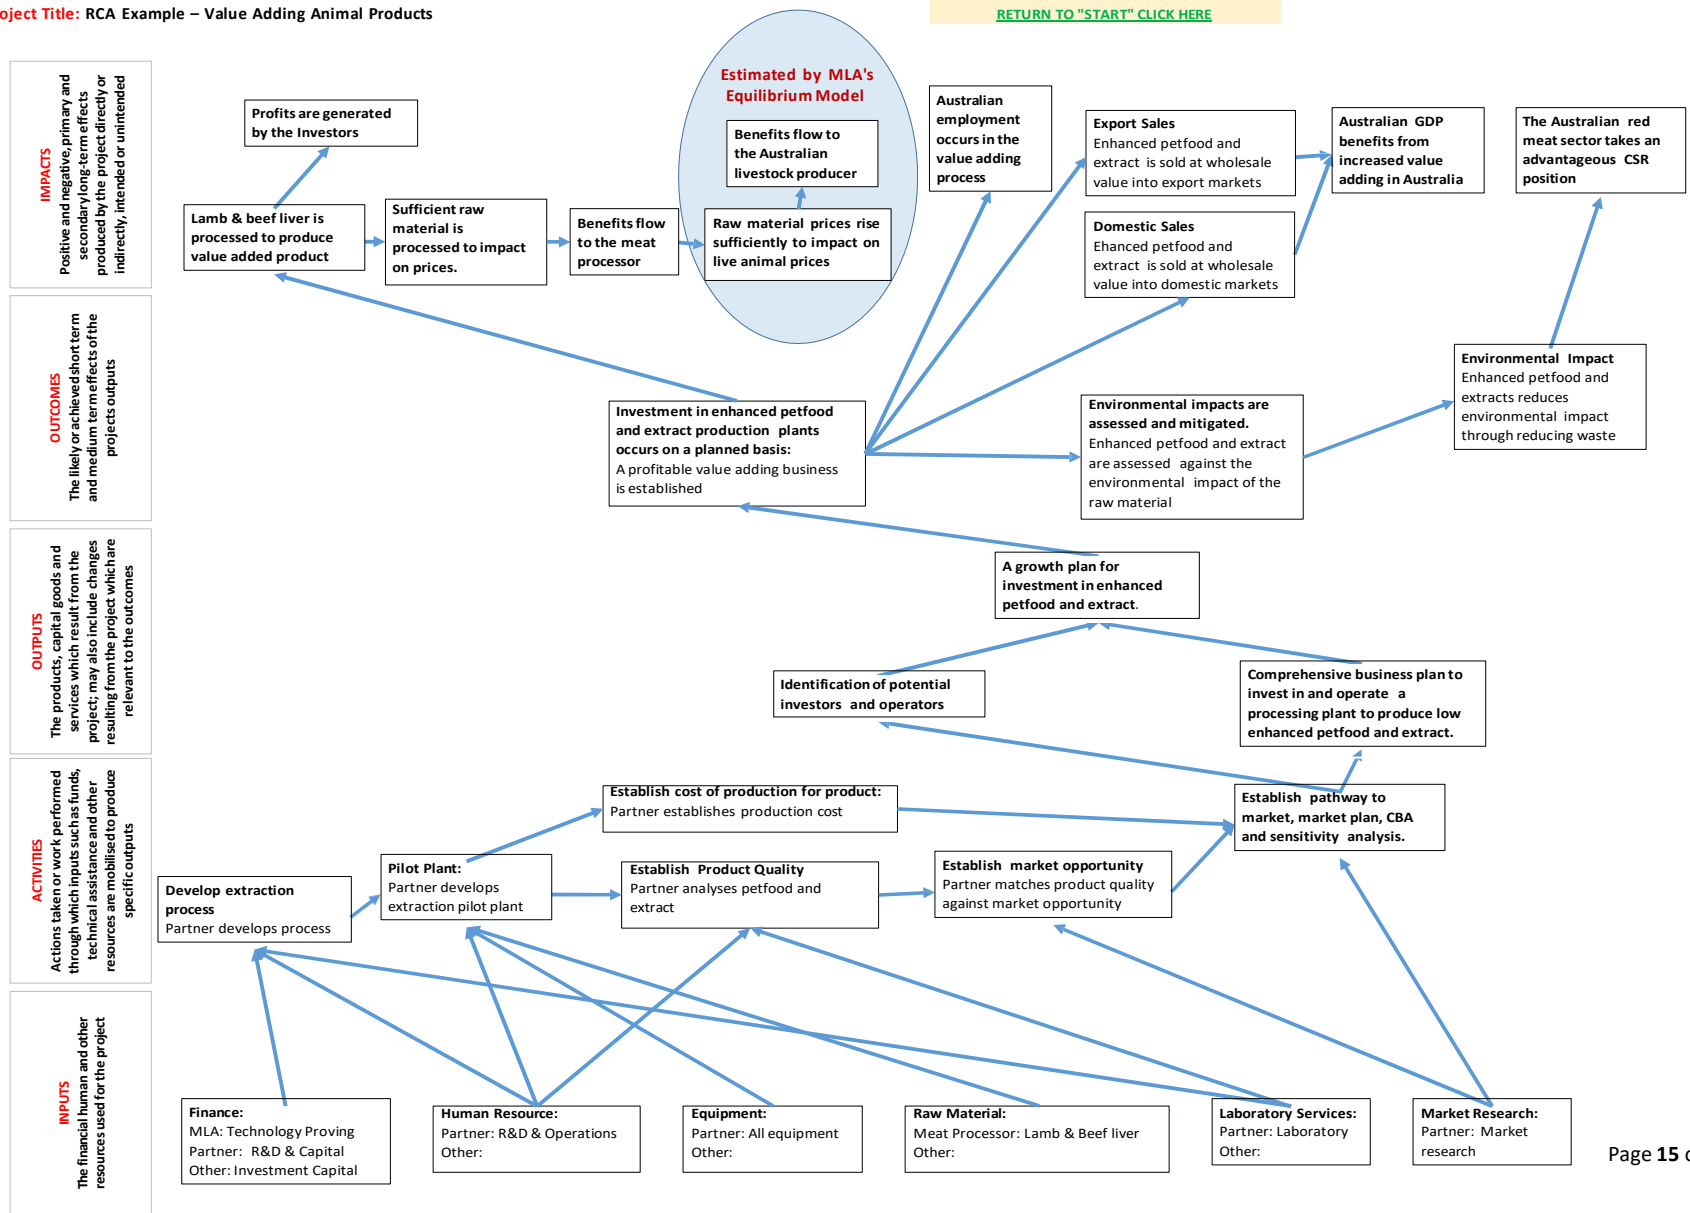 oject Title: RCA Example – Value Adding Animal Products
RETURN TO "START" CLICK HERE
IMPACTS
Positive and negative, primary and
secondary long-term effects
produced by the project directly or
indirectly, intended or unintended
Profits are generated
by the Investors
Lamb & beef liver is
processed to produce
value added product
Sufficient raw
material is
processed to impact
on prices.
Benefits flow
to the meat
processor
Estimated by MLA's
Equilibrium Model
Benefits flow to
the Australian
livestock producer
Raw material prices rise
sufficiently to impact on
live animal prices
Australian
employment
occurs in the
value adding
process
Export Sales
Enhanced petfood and
extract is sold at wholesale
value into export markets
Domestic Sales
Ehanced petfood and
extract is sold at wholesale
value into domestic markets
Australian GDP
benefits from
increased value
adding in Australia
The Australian red
meat sector takes an
advantageous CSR
position
OUTCOMES
The likely or achieved short term
and medium term effects of the
projects outputs
Investment in enhanced petfood
and extract production plants
occurs on a planned basis:
A profitable value adding business
is established
Environmental impacts are
assessed and mitigated.
Enhanced petfood and extract
are assessed against the
environmental impact of the
raw material
Environmental Impact
Enhanced petfood and
extracts reduces
environmental impact
through reducing waste
OUTPUTS
The products, capital goods and
services which result from the
project; may also include changes
resulting from the project which are
relevant to the outcomes
A growth plan for
investment in enhanced
petfood and extract.
Identification of potential
investors and operators
Comprehensive business plan to
invest in and operate a
processing plant to produce low
enhanced petfood and extract.
ACTIVITIES
Actions taken or work performed
through which inputs such as funds,
technical assistance and other
resources are mobilised to produce
specific outputs
Establish cost of production for product:
Partner establishes production cost
Establish pathway to
market, market plan, CBA
and sensitivity analysis.
Develop extraction
process
Partner develops process
Pilot Plant:
Partner develops
extraction pilot plant
Establish Product Quality
Partner analyses petfood and
extract
Establish market opportunity
Partner matches product quality
against market opportunity
INPUTS
The financial human and other
resources used for the project
Finance:
MLA: Technology Proving
Partner: R&D & Capital
Other: Investment Capital
Human Resource:
Partner: R&D & Operations
Other:
Equipment:
Partner: All equipment
Other:
Raw Material:
Meat Processor: Lamb & Beef liver
Other:
Laboratory Services:
Partner: Laboratory
Other:
Market Research:
Partner: Market
research
Page 15 o